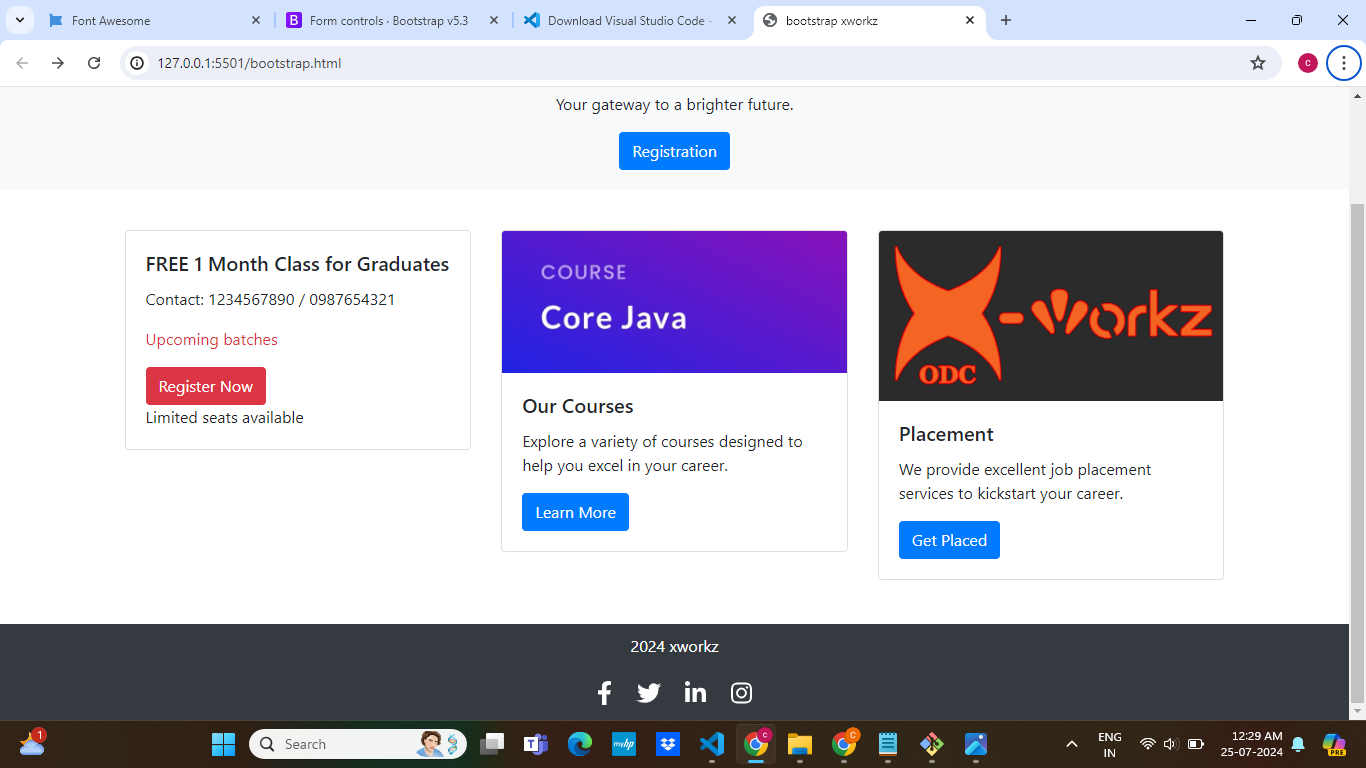 Font Awesome
Form controls · Bootstrap v5.3
Download Visual Studio Code -
bootstrap xworkz
127.0.0.1:5501/bootstrap.html
c
Your gateway to a brighter future.
Registration
FREE 1 Month Class for Graduates
Contact: 1234567890 / 0987654321
Upcoming batches
Register Now
Limited seats available
COURSE
Core Java
Our Courses
Explore a variety of courses designed to
help you excel in your career.
Learn More
X-workz
ODC
Placement
We provide excellent job placement
services to kickstart your career.
Get Placed
2024 xworkz
1
Search
myhp
c
C
ENG
IN
12:29 AM
25-07-2024
PRE